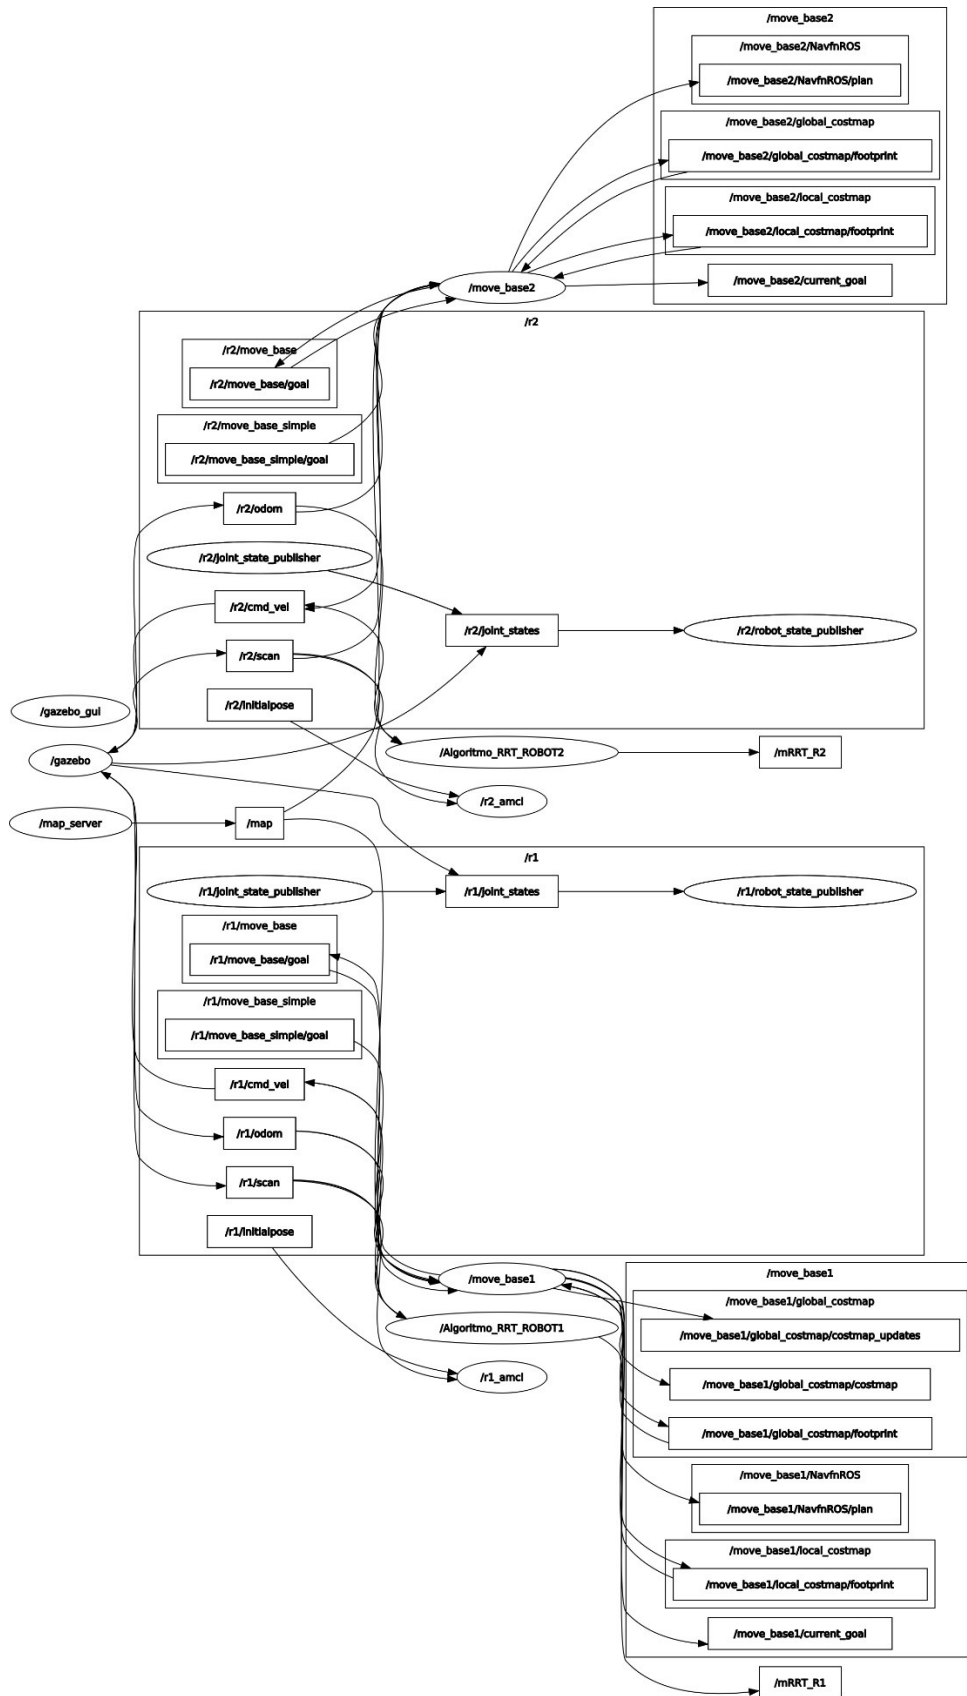 /move_base2
/move_base2/NavfnROS
/move_base2/NavfnROS/plan
/move_base2/global_costmap
/move_base2/global_costmap/footprint
/move_base2/local_costmap
/move_base2/local_costmap/footprint
/move_base2/current_goal
/move_base2
/r2
/r2/move_base
/r2/move_base/goal
/r2/move_base_simple
/r2/move_base_simple/goal
/r2/odom
/r2/joint_state_publisher
/r2/cmd_vel
/r2/joint_states
/r2/robot_state_publisher
/r2/scan
/r2/initialpose
/gazebo_gui
/gazebo
/Algoritmo_RRT_ROBOT2
/mRRT_R2
/r2_amcl
/map_server
/map
/r1
/r1/joint_state_publisher
/r1/joint_states
/r1/robot_state_publisher
/r1/move_base
/r1/move_base/goal
/r1/move_base_simple
/r1/move_base_simple/goal
/r1/cmd_vel
/r1/odom
/r1/scan
/r1/initialpose
/move_base1
/Algoritmo_RRT_ROBOT1
/r1_amcl
/move_base1
/move_base1/global_costmap
/move_base1/global_costmap/costmap_updates
/move_base1/global_costmap/costmap
/move_base1/global_costmap/footprint
/move_base1/NavfnROS
/move_base1/NavfnROS/plan
/move_base1/local_costmap
/move_base1/local_costmap/footprint
/move_base1/current_goal
/mRRT_R1